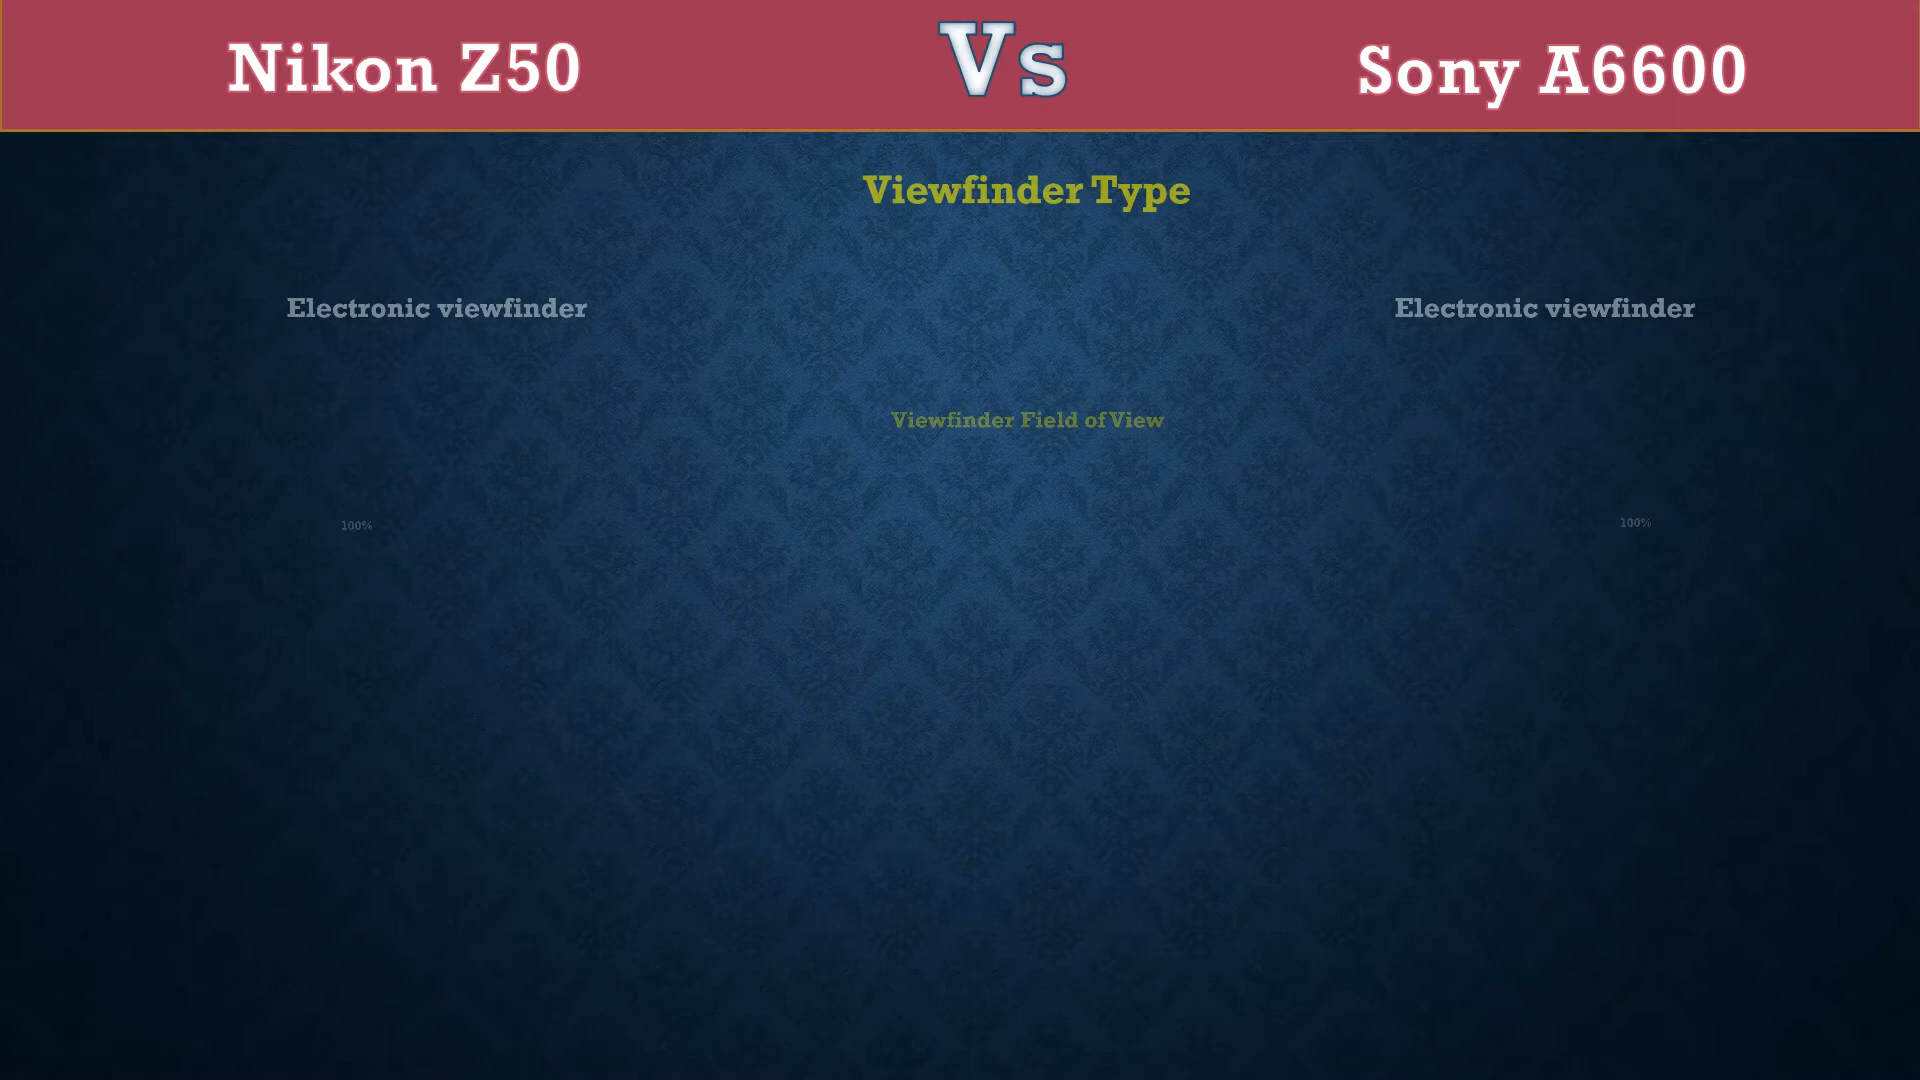 Nikon Z50 Vs Sony A6600
Viewfinder Type
Electronic viewfinder Electronic viewfinder
Viewfinder Field of View
100% 100%